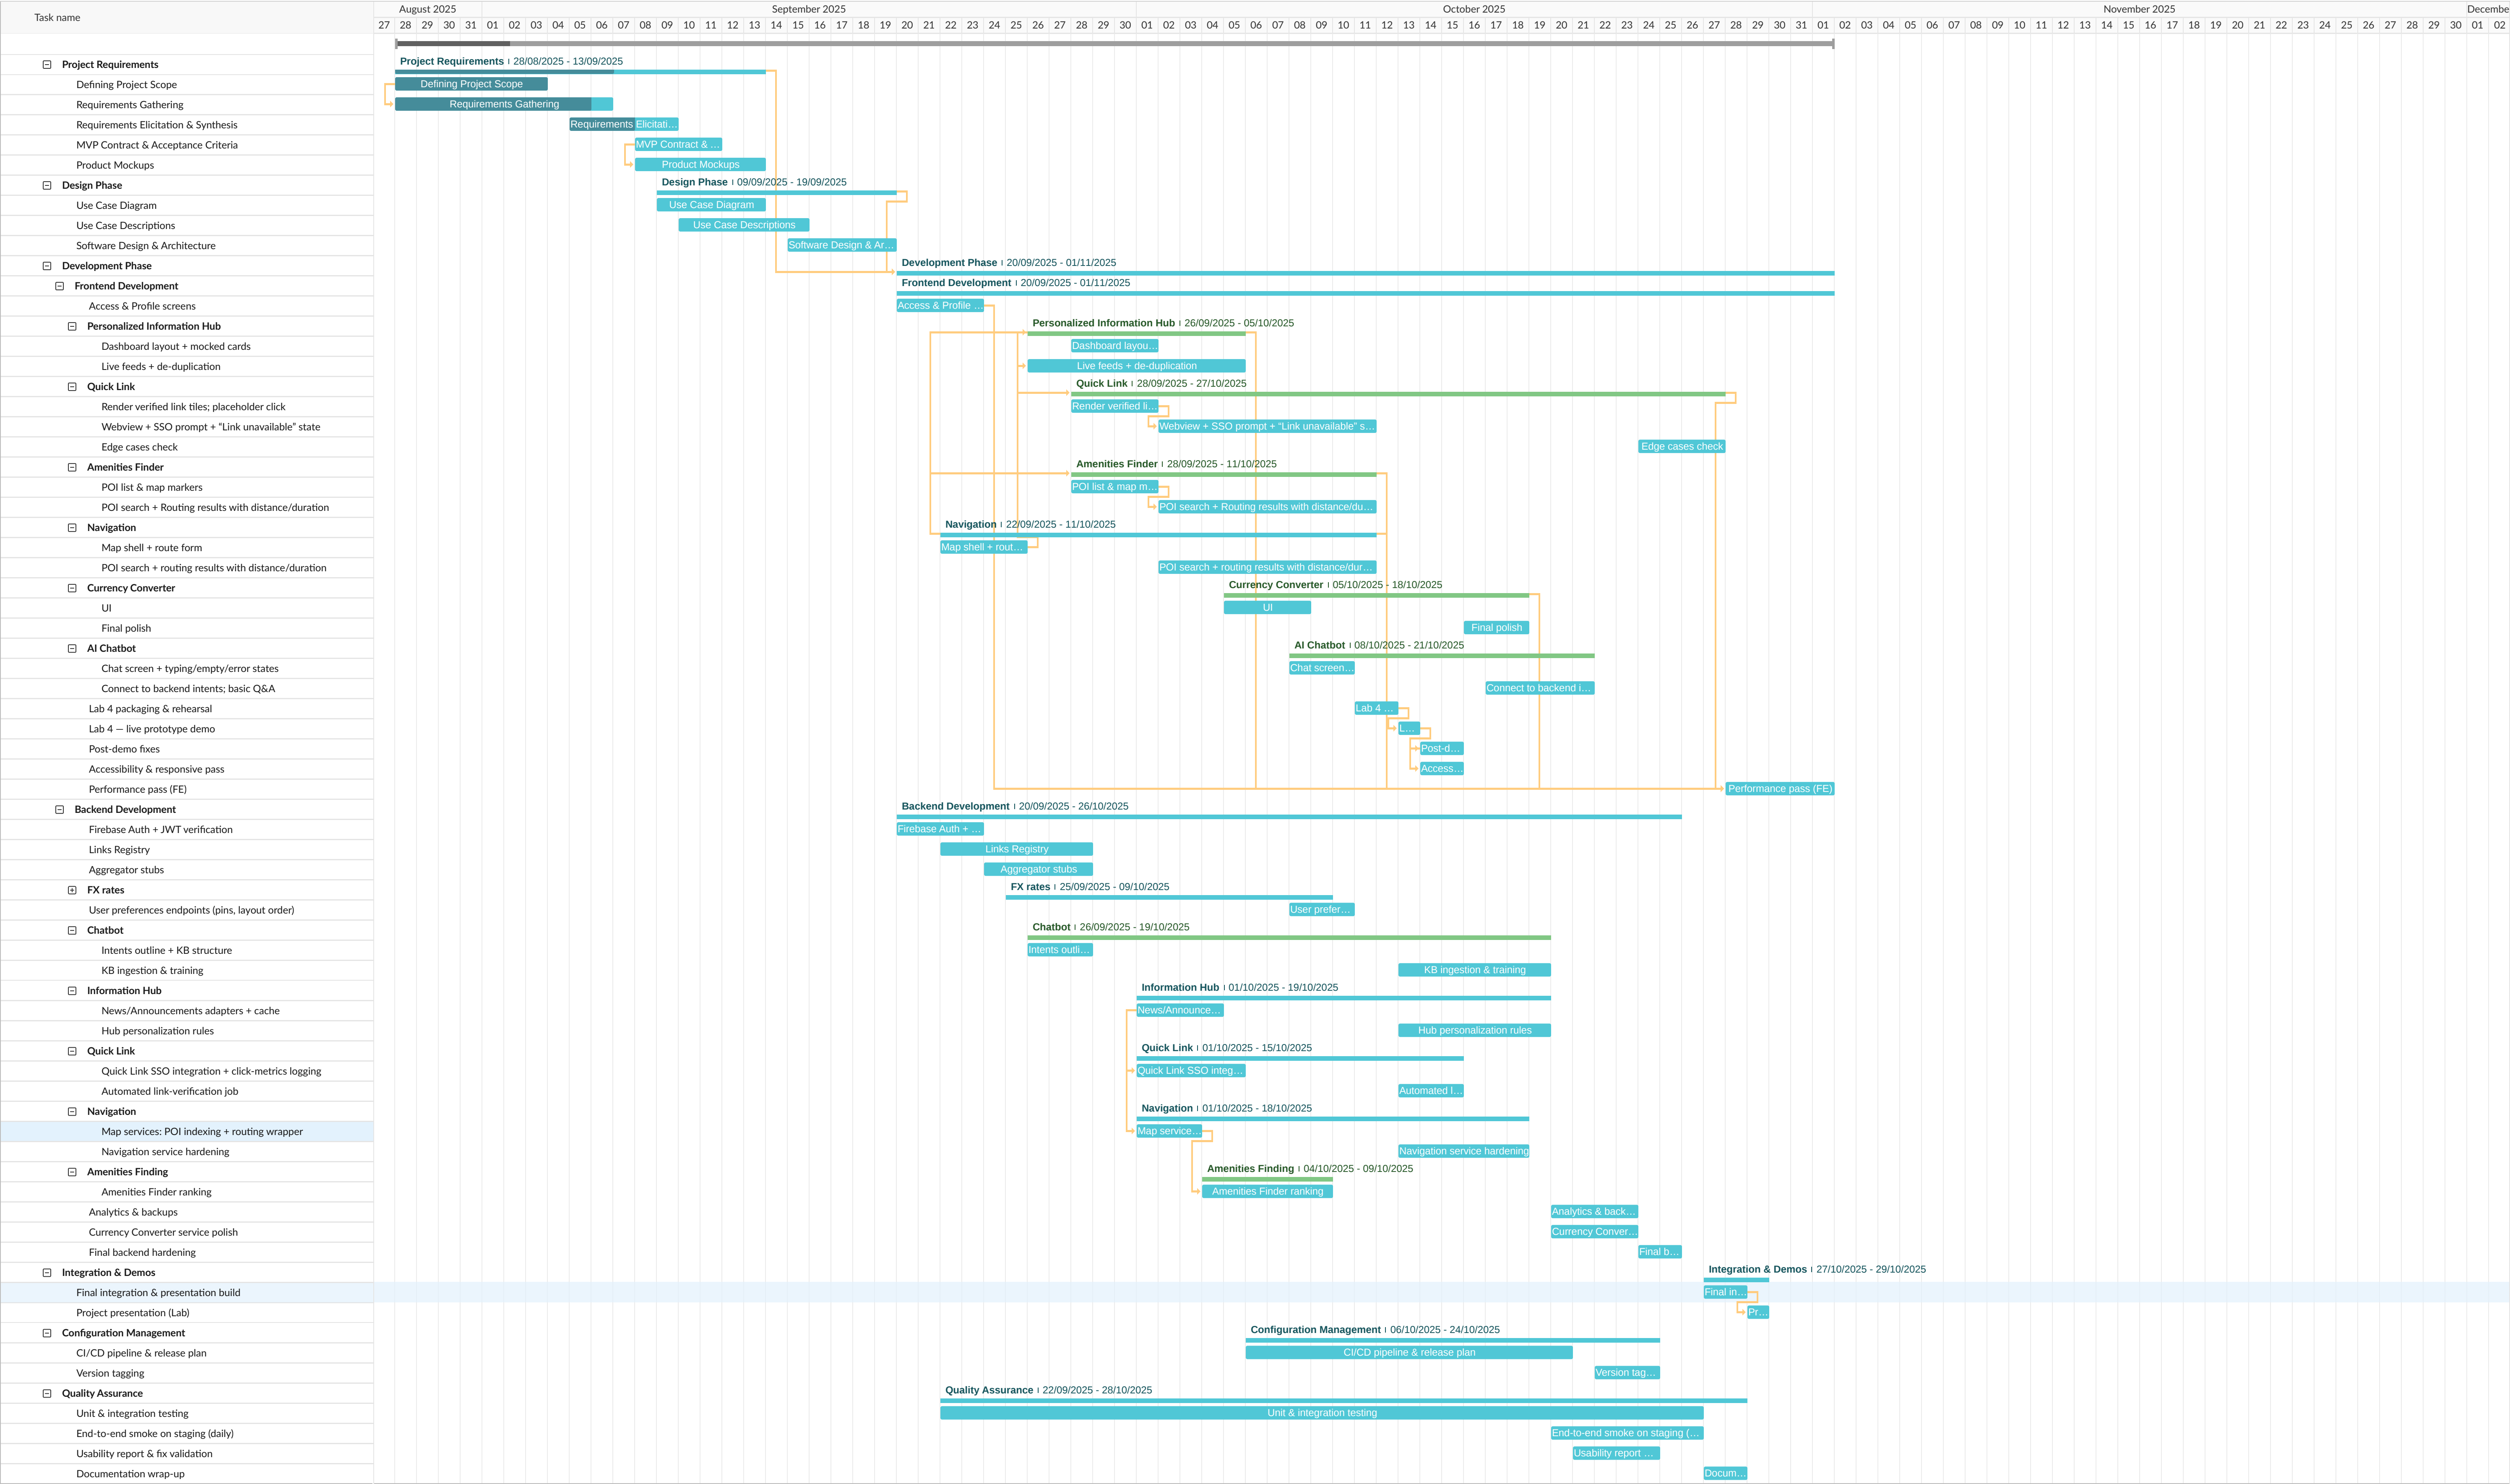 Task name
August 2025 September 2025 October 2025 November 2025 Decembe
27 28 29 30 31 01 02 03 04 05 06 07 08 09 10 11 12 13 14 15 16 17 18 19 20 21 22 23 24 25 26 27 28 29 30 01 02 03 04 05 06 07 08 09 10 11 12 13 14 15 16 17 18 19 20 21 22 23 24 25 26 27 28 29 30 31 01 02 03 04 05 06 07 08 09 10 11 12 13 14 15 16 17 18 19 20 21 22 23 24 25 26 27 28 29 30 01 02
Project Requirements Project Requirements | 28/08/2025 - 13/09/2025
Defining Project Scope Defining Project Scope
Requirements Gathering Requirements Gathering
Requirements Elicitation & Synthesis Requirements Elicitati...
MVP Contract & Acceptance Criteria MVP Contract & ...
Product Mockups Product Mockups
Design Phase Design Phase | 09/09/2025 - 19/09/2025
Use Case Diagram Use Case Diagram
Use Case Descriptions Use Case Descriptions
Software Design & Architecture Software Design & Ar...
Development Phase Development Phase | 20/09/2025 - 01/11/2025
Frontend Development Frontend Development | 20/09/2025 - 01/11/2025
Access & Profile screens Access & Profile ...
Personalized Information Hub Personalized Information Hub | 26/09/2025 - 05/10/2025
Dashboard layout + mocked cards Dashboard layou...
Live feeds + de-duplication Live feeds + de-duplication
Quick Link Quick Link | 28/09/2025 - 27/10/2025
Render verified link tiles; placeholder click Render verified li...
Webview + SSO prompt + “Link unavailable” state Webview + SSO prompt + “Link unavailable” s...
Edge cases check Edge cases check
Amenities Finder Amenities Finder | 28/09/2025 - 11/10/2025
POI list & map markers POI list & map m...
POI search + Routing results with distance/duration POI search + Routing results with distance/du...
Navigation Navigation | 22/09/2025 - 11/10/2025
Map shell + route form Map shell + rout...
POI search + routing results with distance/duration POI search + routing results with distance/dur...
Currency Converter Currency Converter | 05/10/2025 - 18/10/2025
UI UI
Final polish Final polish
AI Chatbot AI Chatbot | 08/10/2025 - 21/10/2025
Chat screen + typing/empty/error states Chat screen...
Connect to backend intents; basic Q&A Connect to backend i...
Lab 4 packaging & rehearsal Lab 4 ...
Lab 4 — live prototype demo L...
Post-demo fixes Post-d...
Accessibility & responsive pass Access...
Performance pass (FE) Performance pass (FE)
Backend Development Backend Development | 20/09/2025 - 26/10/2025
Firebase Auth + JWT verification Firebase Auth + ...
Links Registry Links Registry
Aggregator stubs Aggregator stubs
FX rates FX rates | 25/09/2025 - 09/10/2025
User preferences endpoints (pins, layout order) User prefer...
Chatbot Chatbot | 26/09/2025 - 19/10/2025
Intents outline + KB structure Intents outli...
KB ingestion & training KB ingestion & training
Information Hub Information Hub | 01/10/2025 - 19/10/2025
News/Announcements adapters + cache News/Announce...
Hub personalization rules Hub personalization rules
Quick Link Quick Link | 01/10/2025 - 15/10/2025
Quick Link SSO integration + click-metrics logging Quick Link SSO integ...
Automated link-verification job Automated l...
Navigation Navigation | 01/10/2025 - 18/10/2025
Map services: POI indexing + routing wrapper Map service...
Navigation service hardening Navigation service hardening
Amenities Finding Amenities Finding | 04/10/2025 - 09/10/2025
Amenities Finder ranking Amenities Finder ranking
Analytics & backups Analytics & back...
Currency Converter service polish Currency Conver...
Final backend hardening Final b...
Integration & Demos Integration & Demos | 27/10/2025 - 29/10/2025
Final integration & presentation build Final in...
Project presentation (Lab) Pr...
Configuration Management Configuration Management | 06/10/2025 - 24/10/2025
CI/CD pipeline & release plan CI/CD pipeline & release plan
Version tagging Version tag...
Quality Assurance Quality Assurance | 22/09/2025 - 28/10/2025
Unit & integration testing Unit & integration testing
End-to-end smoke on staging (daily) End-to-end smoke on staging (...
Usability report & fix validation Usability report ...
Documentation wrap-up Docum...